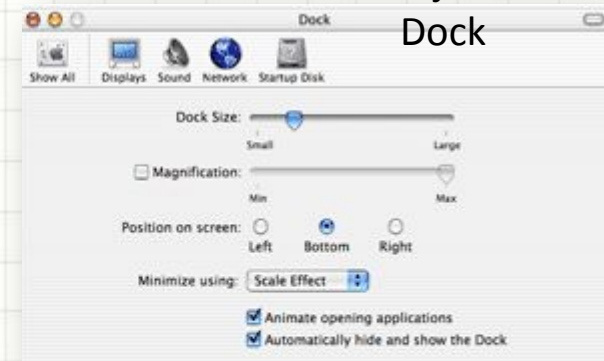 Dock
Dock
Show All Displays Sound Network Startup Disk
Dock Size:
Small Large
Magnification:
Min Max
Position on screen:
Left Bottom Right
Minimize using: Scale Effect
Animate opening applications
Automatically hide and show the Dock